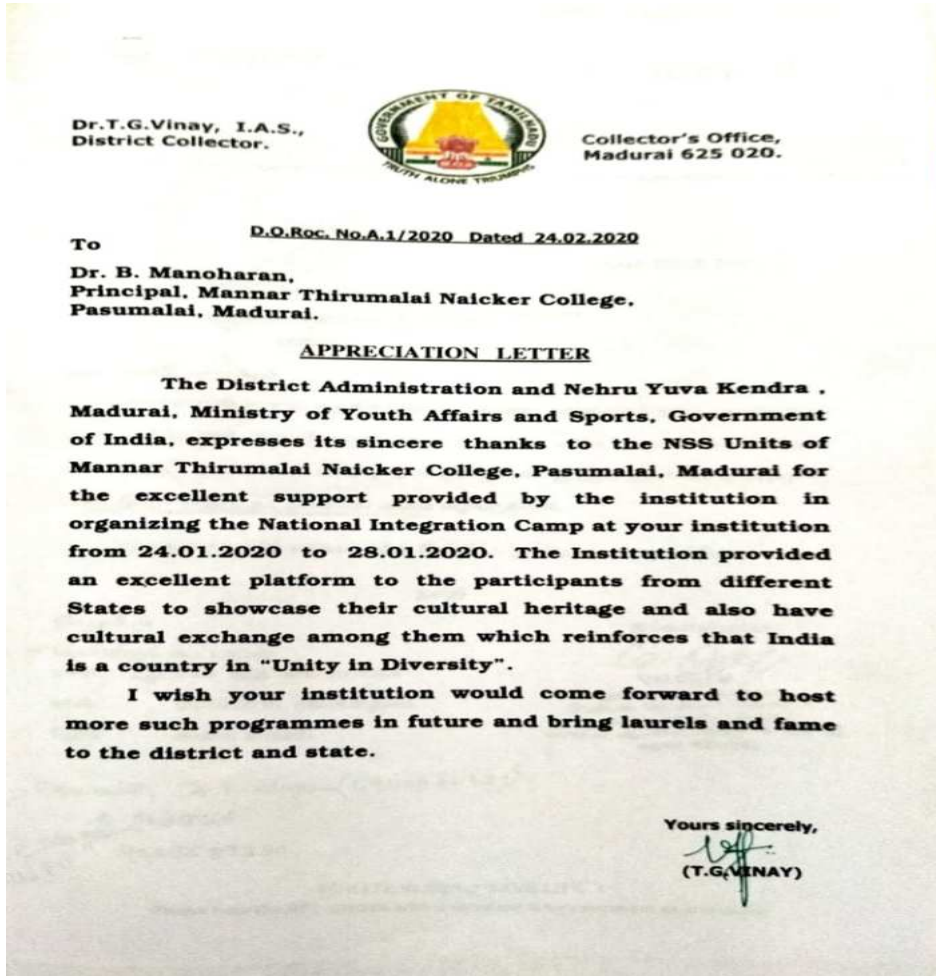 Dr.T.G.Vinay, I.A.S.,
District Collector.
GOVERNMENT OF TAMILNADU
TRUTH ALONE TRIUMPHS
Collector's Office,
Madurai 625 020.
D.O.Roc. No.A.1/2020 Dated 24.02.2020
To
Dr. B. Manoharan,
Principal, Mannar Thirumalai Naicker College,
Pasumalai, Madurai.
APPRECIATION LETTER
The District Administration and Nehru Yuva Kendra ,
Madurai, Ministry of Youth Affairs and Sports, Government
of India, expresses its sincere thanks to the NSS Units of
Mannar Thirumalai Naicker College, Pasumalai, Madurai for
the excellent support provided by the institution in
organizing the National Integration Camp at your institution
from 24.01.2020 to 28.01.2020. The Institution provided
an excellent platform to the participants from different
States to showcase their cultural heritage and also have
cultural exchange among them which reinforces that India
is a country in "Unity in Diversity".
I wish your institution would come forward to host
more such programmes in future and bring laurels and fame
to the district and state.
Yours sincerely,
(T.G.VINAY)